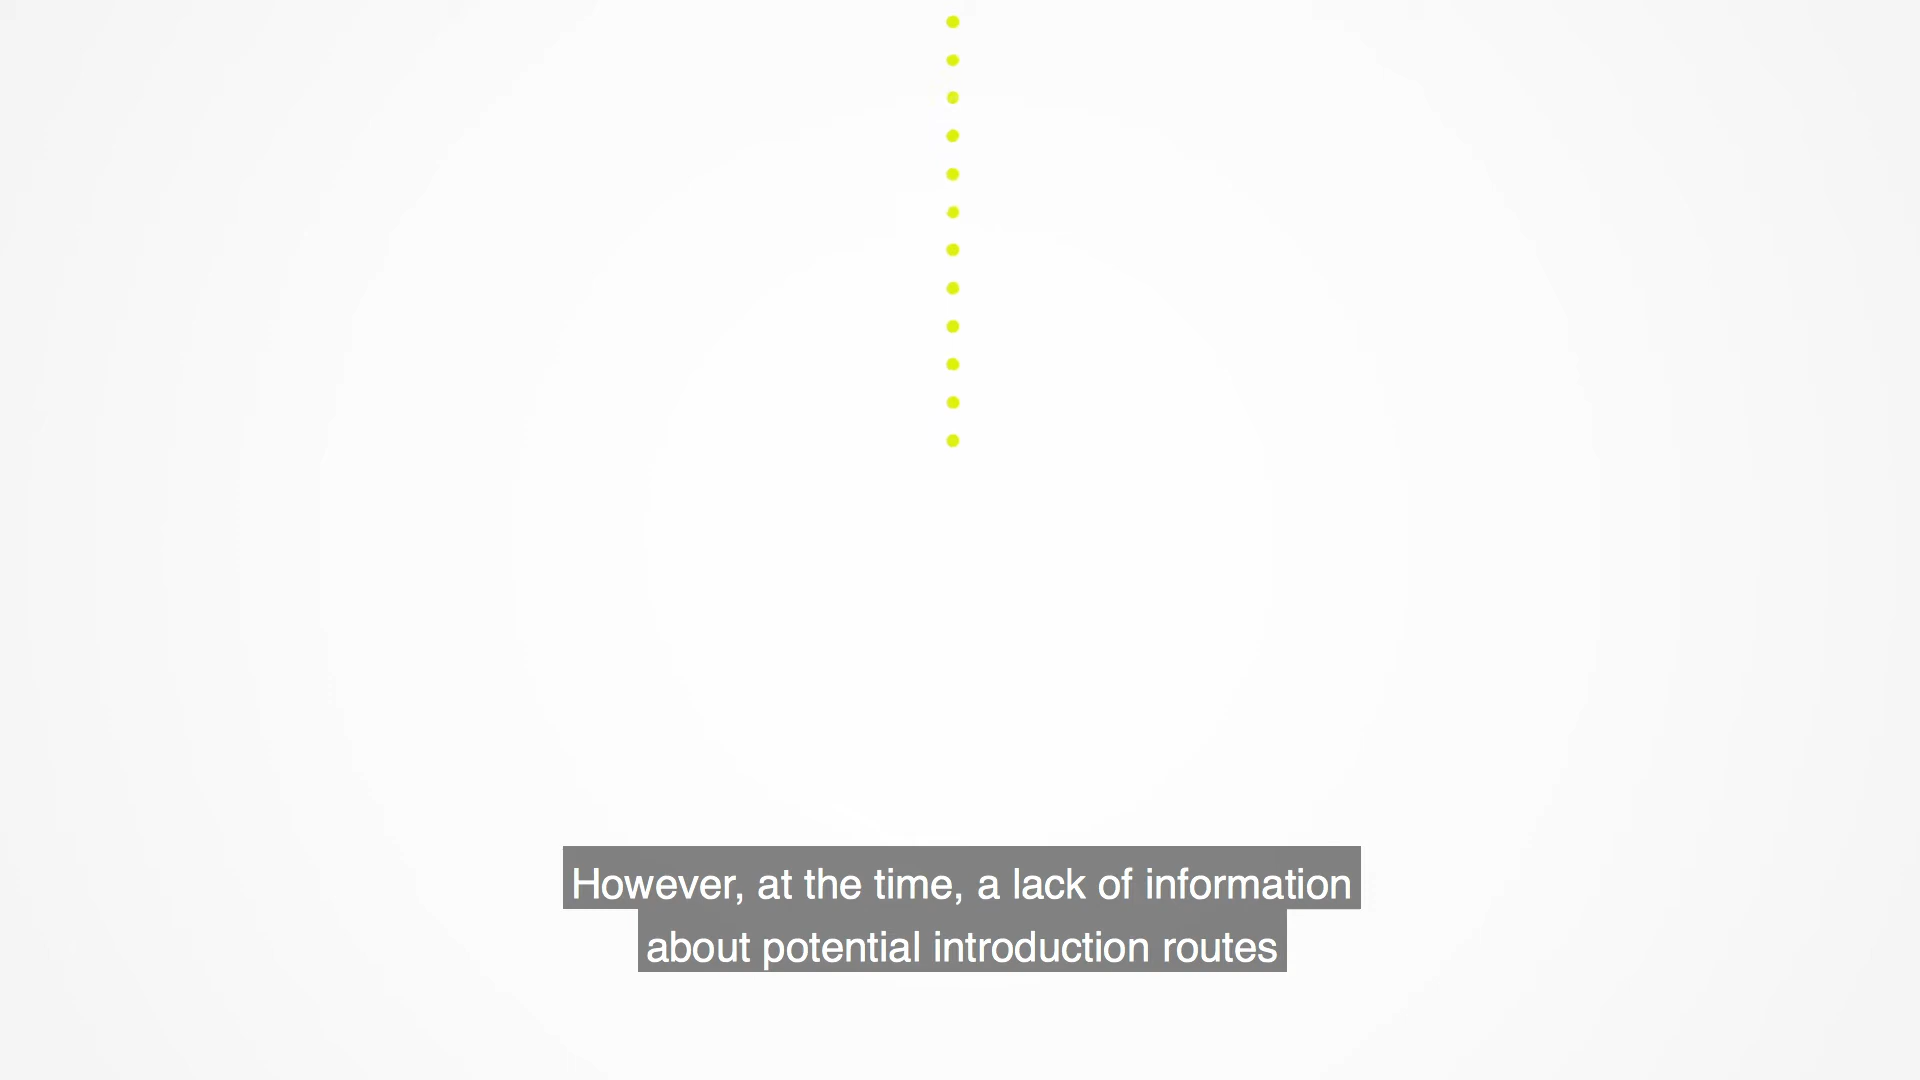 However, at the time, a lack of information
about potential introduction routes